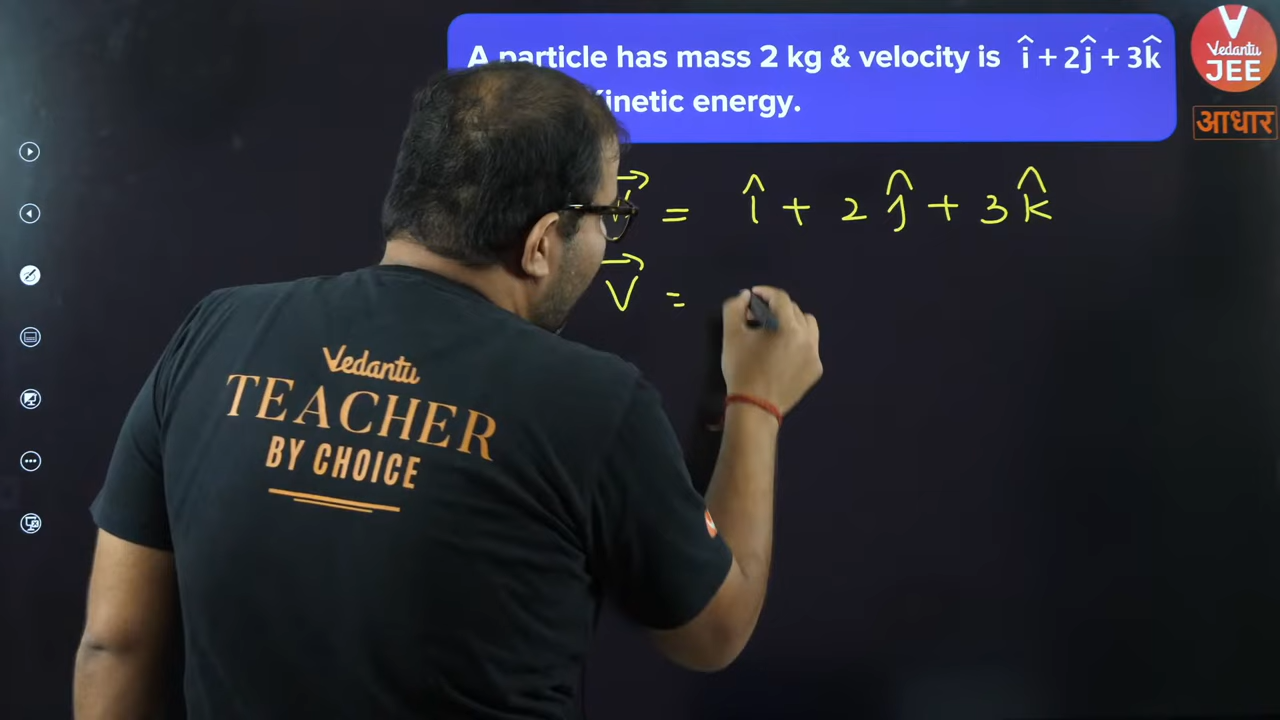 A particle has mass 2 kg & velocity is î + 2ĵ + 3k̂
Kinetic energy.
Vedantu
JEE
आधार
V⃗ = î + 2ĵ + 3k̂
V⃗ =
Vedantu
TEACHER
BY CHOICE